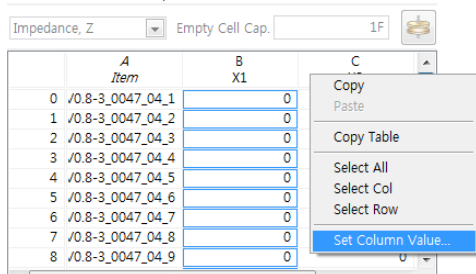 Impedance, Z Empty Cell Cap. 1F
A B C
Item X1
0 /0.8-3_0047_04_1 0
1 /0.8-3_0047_04_2 0
2 /0.8-3_0047_04_3 0
3 /0.8-3_0047_04_4 0
4 /0.8-3_0047_04_5 0
5 /0.8-3_0047_04_6 0
6 /0.8-3_0047_04_7 0
7 /0.8-3_0047_04_8 0
8 /0.8-3_0047_04_9 0 0
Copy
Paste
Copy Table
Select All
Select Col
Select Row
Set Column Value...